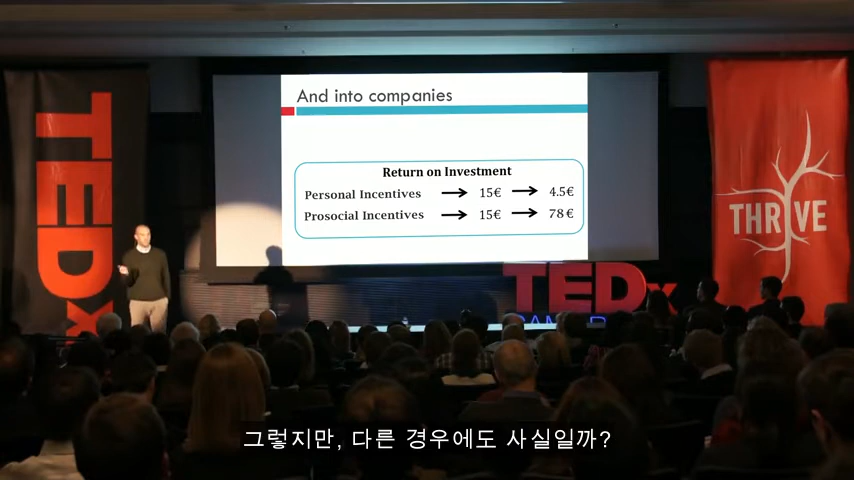 TEDx
And into companies
Return on Investment
Personal Incentives → 15€ → 4.5€
Prosocial Incentives → 15€ → 78€
THRIVE
TEDx
그렇지만, 다른 경우에도 사실일까?